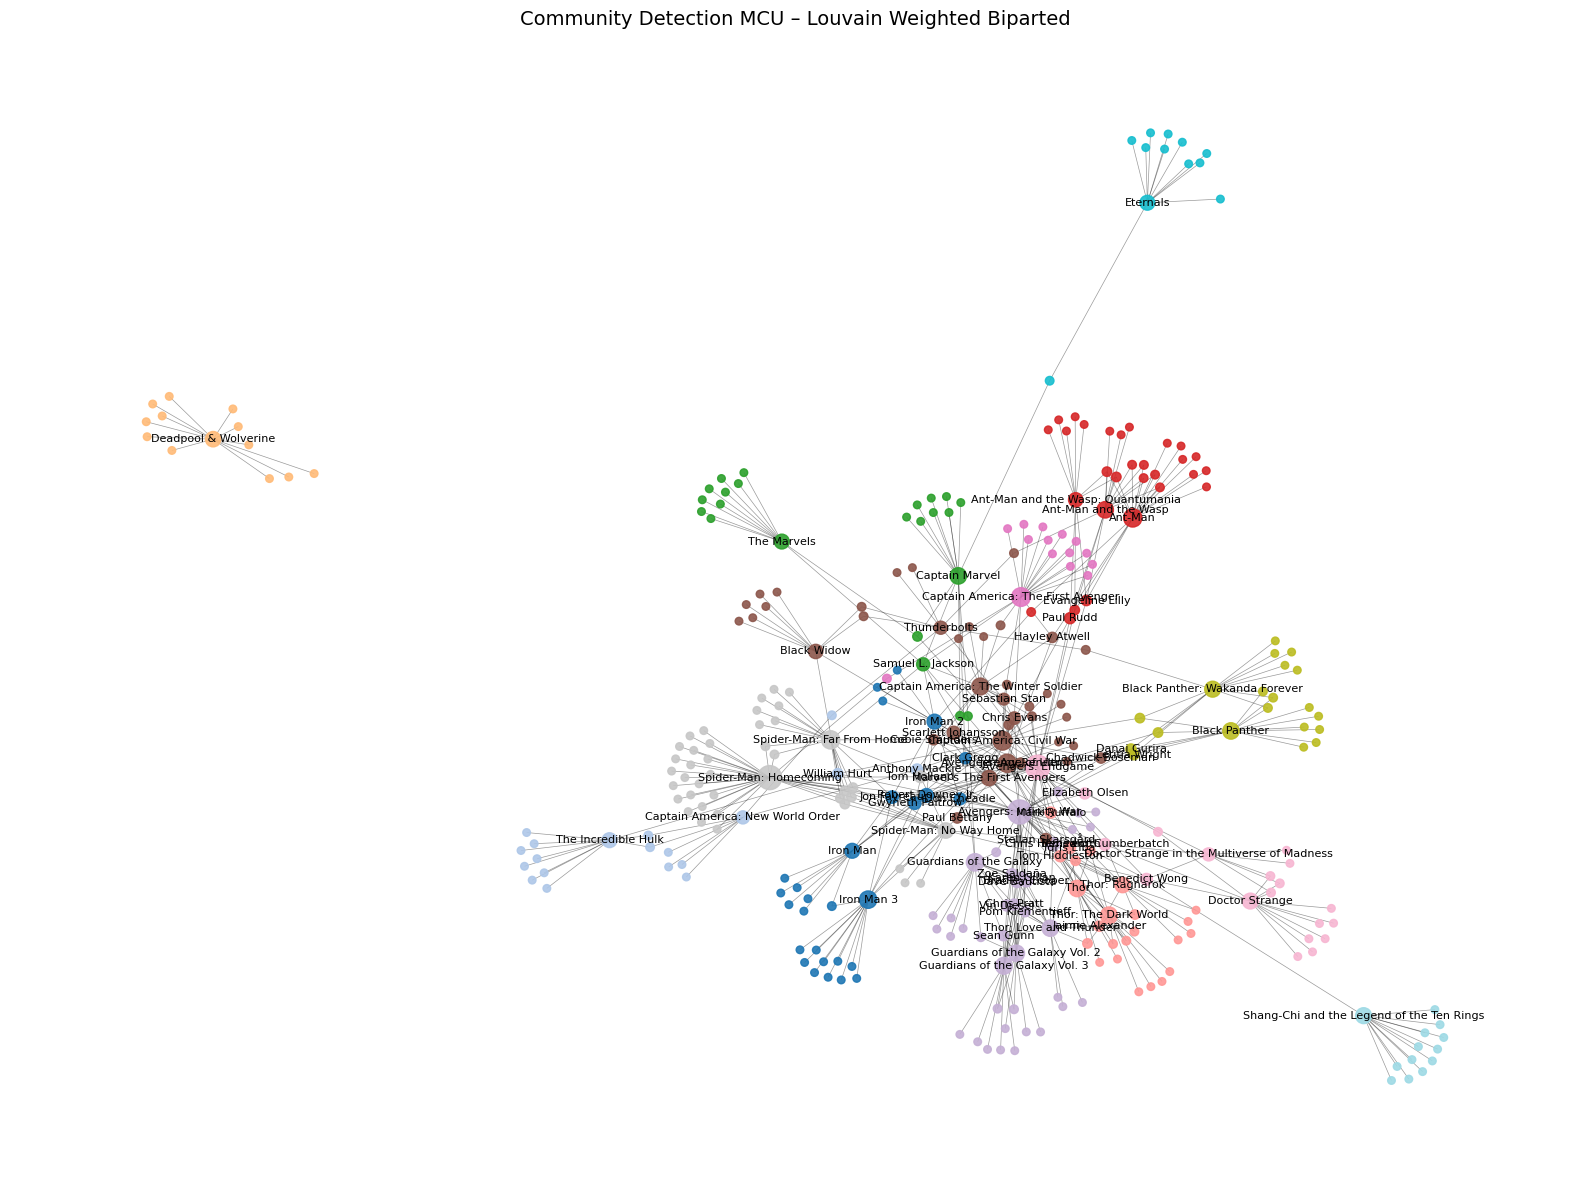 Community Detection MCU – Louvain Weighted Biparted
Eternals
Deadpool & Wolverine
Ant-Man and the Wasp: Quantumania
Ant-Man and the Wasp
Ant-Man
The Marvels
Captain Marvel
Captain America: The First Avenger
Evangeline Lilly
Paul Rudd
Thunderbolts
Hayley Atwell
Black Widow
Samuel L. Jackson
Captain America: The Winter Soldier
Black Panther: Wakanda Forever
Sebastian Stan
Chris Evans
Iron Man 2
Black Panther
Scarlett Johansson
Spider-Man: Far From Home
Cobie Smulders
Captain America: Civil War
Danai Gurira
Clark Gregg
Chadwick Boseman
Avengers: Endgame
Anthony Mackie
William Hurt
Tom Holland
Spider-Man: Homecoming
Marvel's The First Avengers
Elizabeth Olsen
Robert Downey Jr.
Gwyneth Paltrow
Avengers: Infinity War
Mark Ruffalo
Captain America: New World Order
Paul Bettany
Spider-Man: No Way Home
The Incredible Hulk
Stellan Skarsgård
Iron Man
Tom Hiddleston
Doctor Strange in the Multiverse of Madness
Guardians of the Galaxy
Zoe Saldaña
Dave Bautista
Benedict Wong
Thor: Ragnarok
Thor
Iron Man 3
Doctor Strange
Chris Pratt
Pom Klementieff
Thor: The Dark World
Thor: Love and Thunder
Jaimie Alexander
Sean Gunn
Guardians of the Galaxy Vol. 2
Guardians of the Galaxy Vol. 3
Shang-Chi and the Legend of the Ten Rings